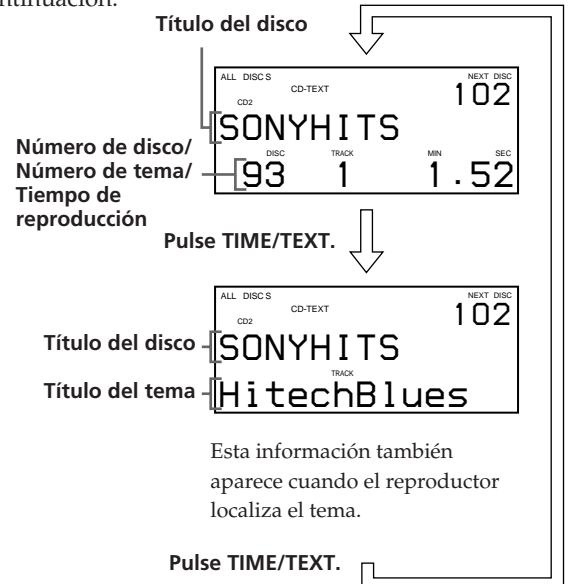 Título del disco
ALL DISCS
CD-TEXT
NEXT DISC
CD2
102
SONYHITS
Número de disco/
Número de tema/
Tiempo de
reproducción
DISC TRACK MIN SEC
93 1 1.52
Pulse TIME/TEXT.
ALL DISCS
CD-TEXT
NEXT DISC
CD2
102
Título del disco
SONYHITS
TRACK
Título del tema
HitechBlues
Esta información también
aparece cuando el reproductor
localiza el tema.
Pulse TIME/TEXT.